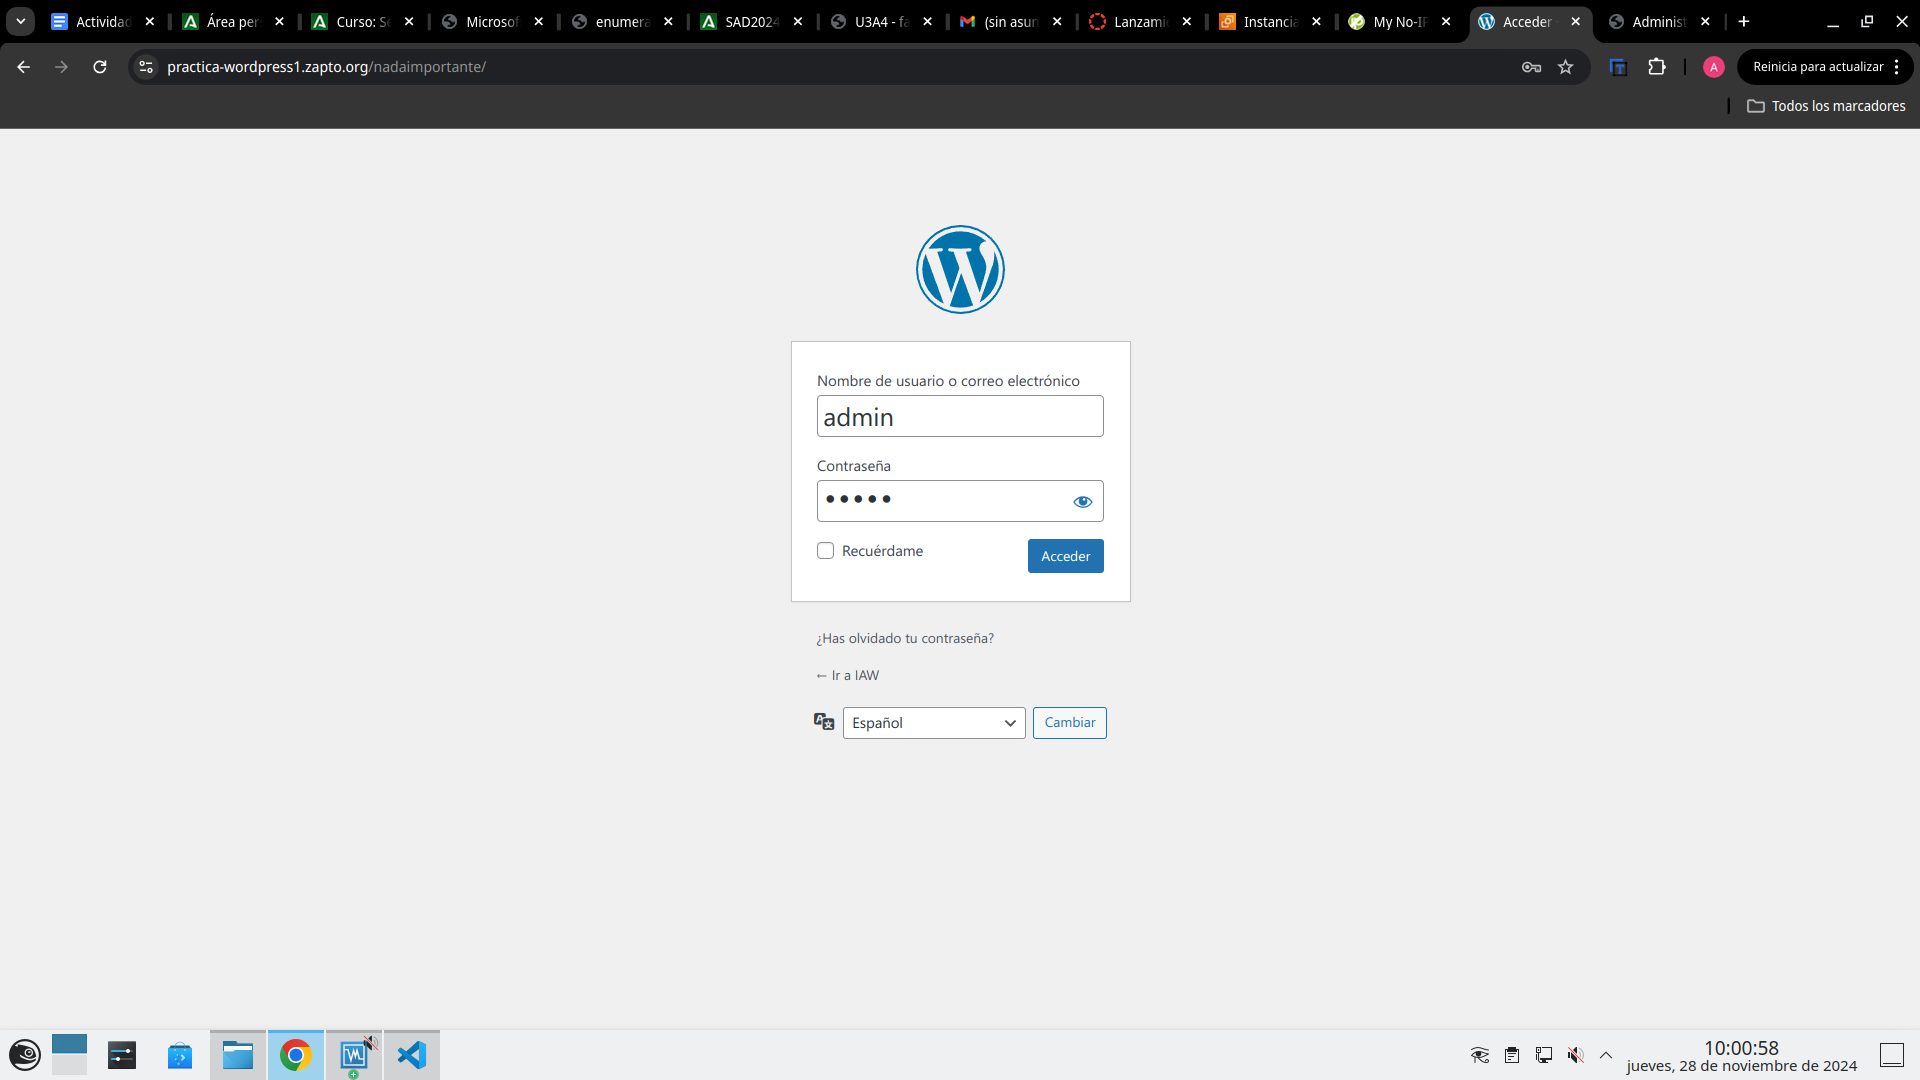 Actividad
Área per
Curso: Se
Microsof
enumera
SAD2024
U3A4 - fa
(sin asun
Lanzamie
Instancia
My No-IP
Acceder
Administ
practica-wordpress1.zapto.org/nadaimportante/
A
Reinicia para actualizar
Todos los marcadores
Nombre de usuario o correo electrónico
admin
Contraseña
•••••
Recuérdame
Acceder
¿Has olvidado tu contraseña?
← Ir a IAW
Español
Cambiar
10:00:58
jueves, 28 de noviembre de 2024